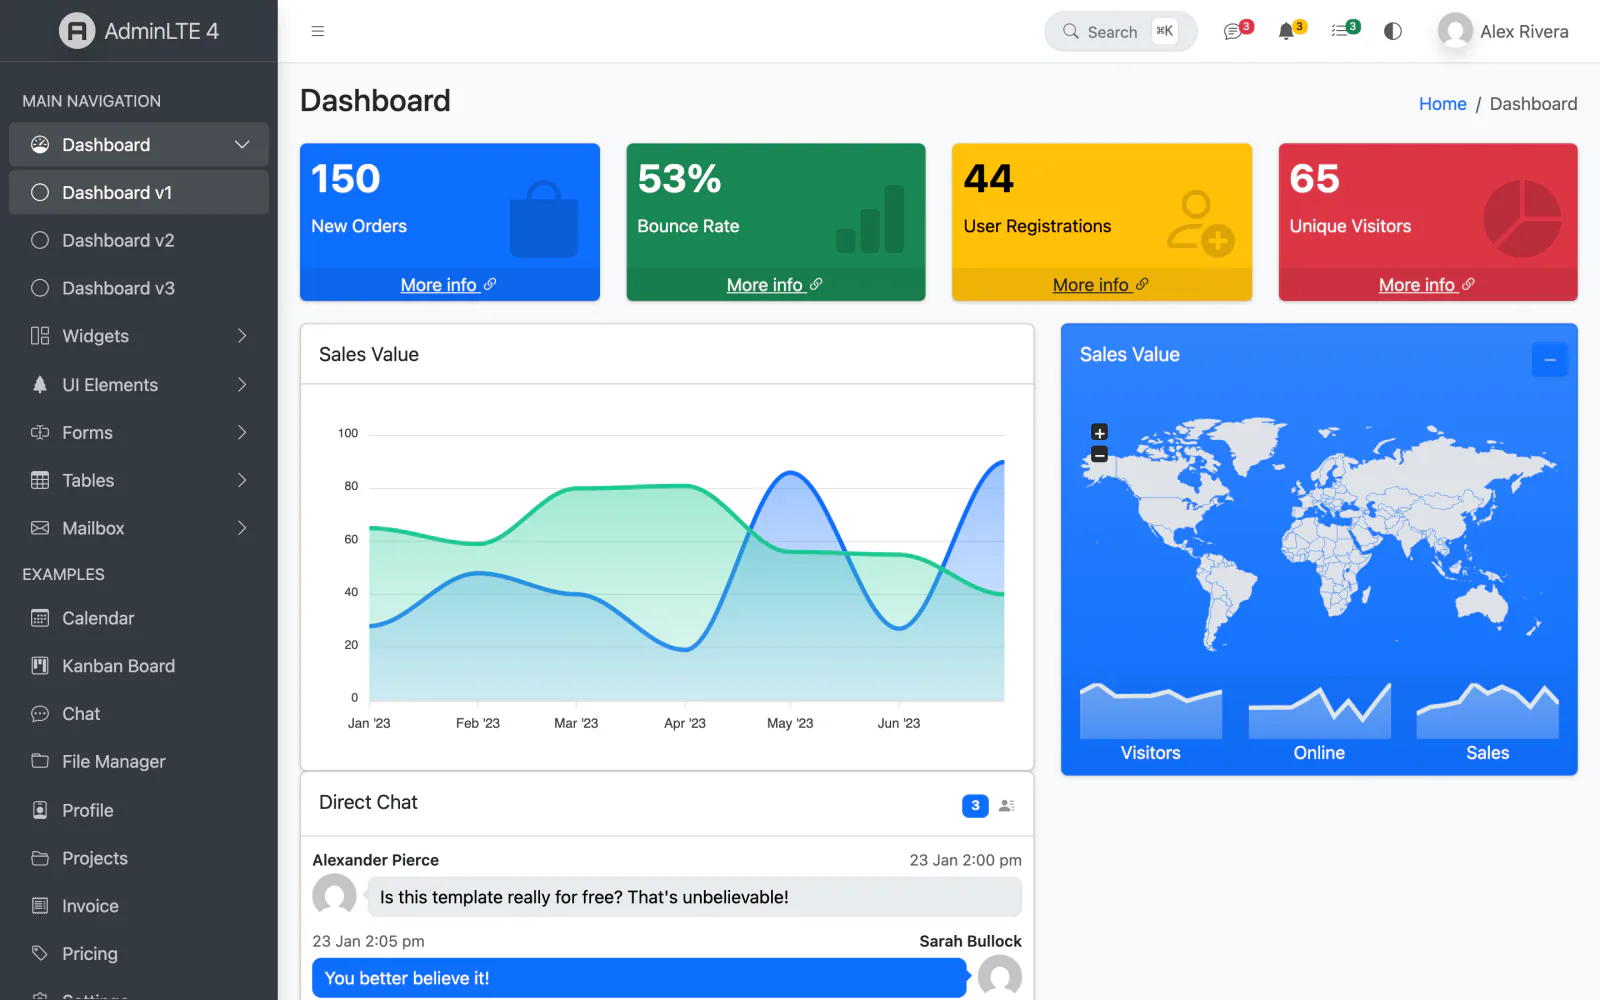 AdminLTE 4
Search ⌘K 3 3 3 Alex Rivera
MAIN NAVIGATION
Dashboard
Dashboard v1
Dashboard v2
Dashboard v3
Widgets
UI Elements
Forms
Tables
Mailbox
EXAMPLES
Calendar
Kanban Board
Chat
File Manager
Profile
Projects
Invoice
Pricing
Settings
Dashboard
Home / Dashboard
150
New Orders
More info
53%
Bounce Rate
More info
44
User Registrations
More info
65
Unique Visitors
More info
Sales Value
100
80
60
40
20
0
Jan '23 Feb '23 Mar '23 Apr '23 May '23 Jun '23
Sales Value
+
−
Visitors Online Sales
Direct Chat 3
Alexander Pierce 23 Jan 2:00 pm
Is this template really for free? That's unbelievable!
23 Jan 2:05 pm Sarah Bullock
You better believe it!